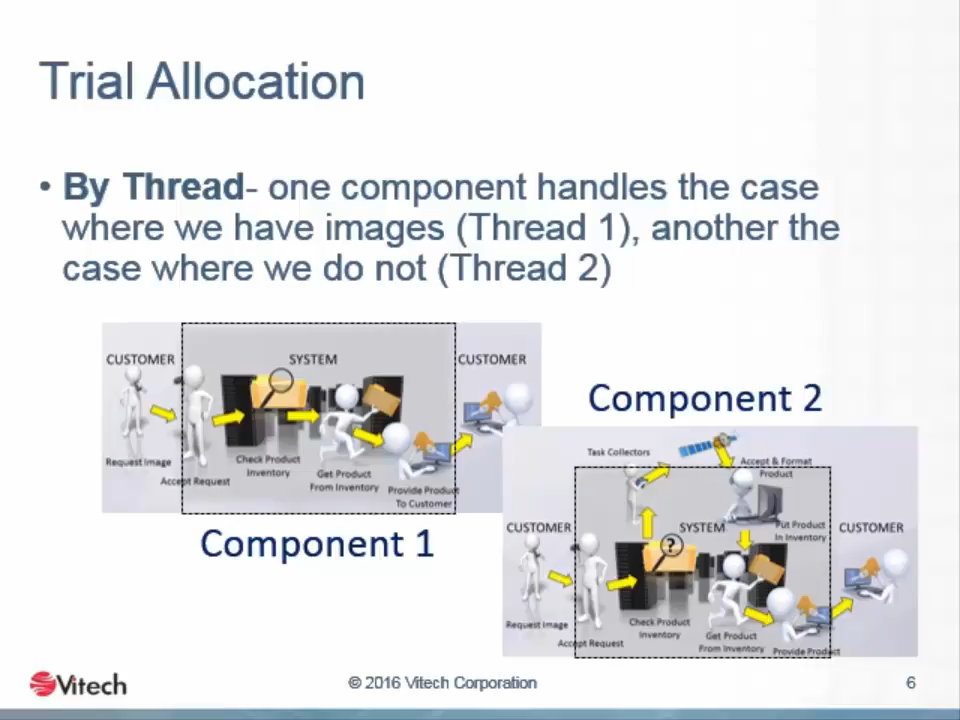 Trial Allocation
• By Thread- one component handles the case
where we have images (Thread 1), another the
case where we do not (Thread 2)
CUSTOMER
SYSTEM
CUSTOMER
Request Image
Accept Request
Check Product
Inventory
Get Product
From Inventory
Provide Product
To Customer
Component 1
Component 2
Task Collectors
Accept & Format
Product
CUSTOMER
SYSTEM
Put Product
In Inventory
CUSTOMER
?
Request Image
Accept Request
Check Product
Inventory
Get Product
From Inventory
Provide Product
Vitech
© 2016 Vitech Corporation
6